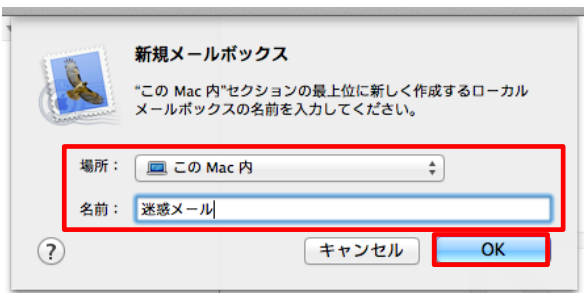 新規メールボックス
“この Mac 内”セクションの最上位に新しく作成するローカル
メールボックスの名前を入力してください。
場所： この Mac 内
名前： 迷惑メール
? キャンセル OK